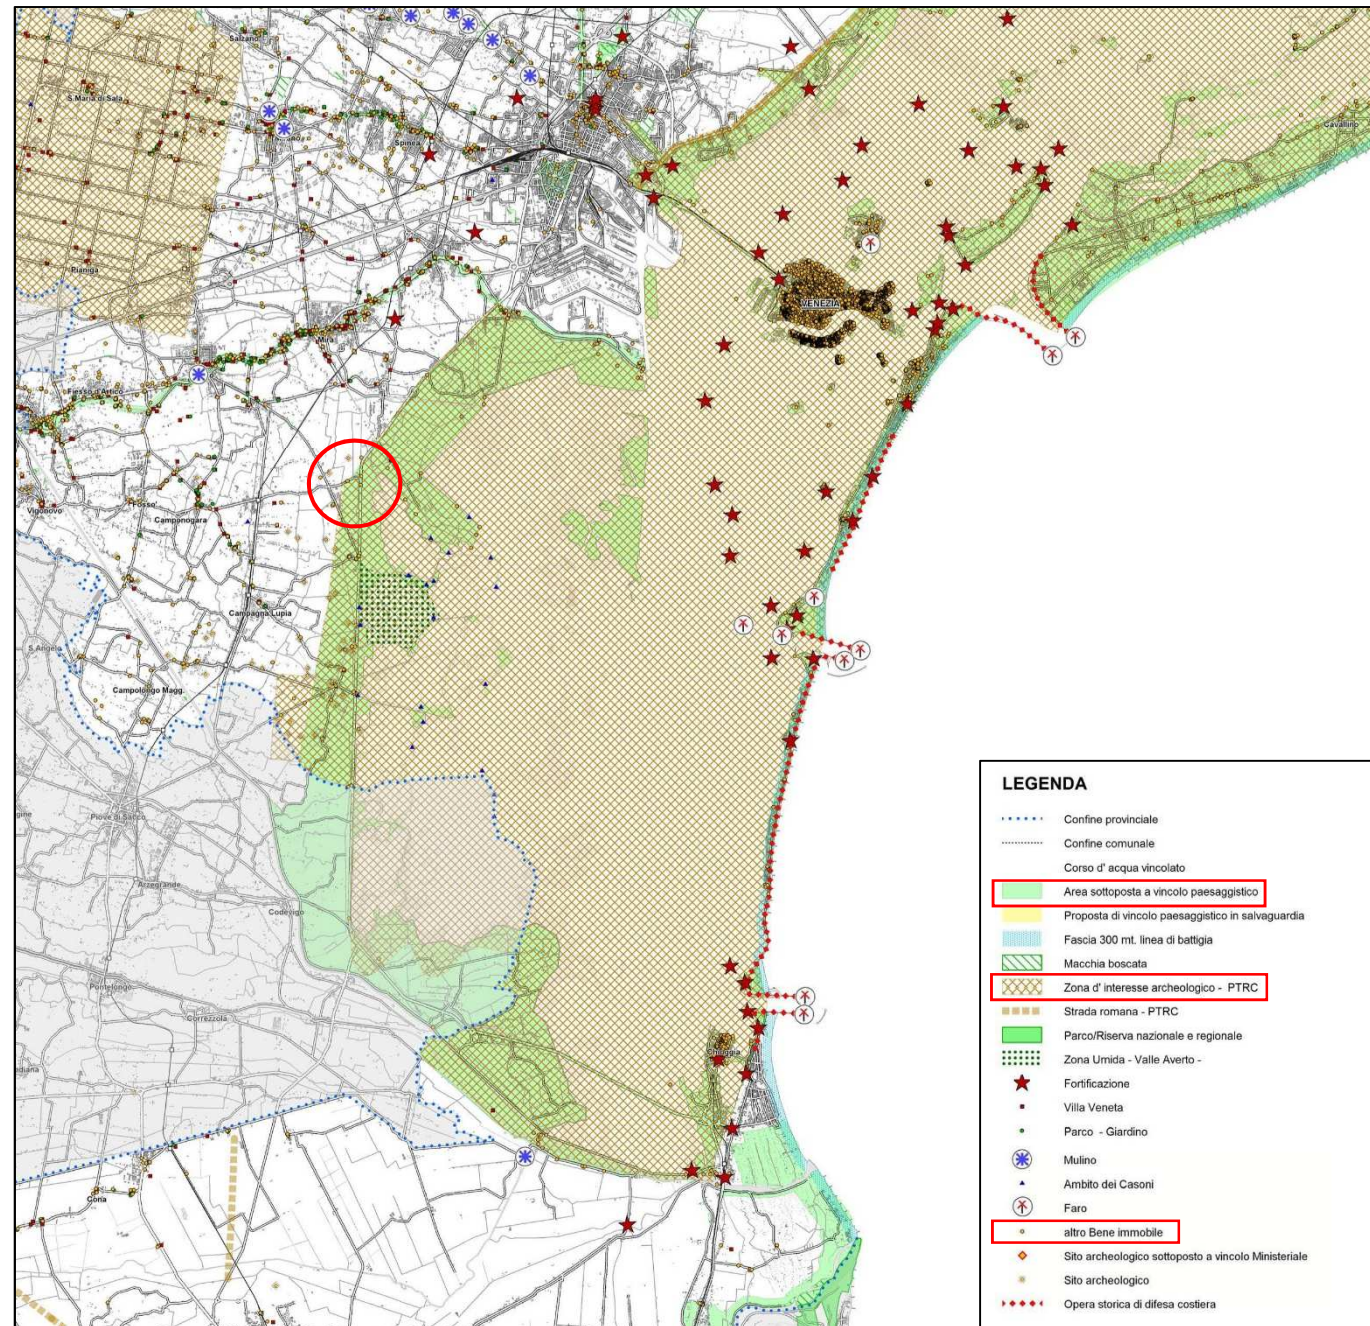 Salzano
S.Maria di Sala
Spinea
Cavallino
Pianiga
VENEZIA
Mira
Fiesso d'Artico
Vigonovo
Fosso'
Camponogara
Campagna Lupia
S.Angelo
Campolongo Magg.
Piove di Sacco
Arzegrande
Codevigo
Pontelongo
Correzzola
Chioggia
Cona
LEGENDA
Confine provinciale
Confine comunale
Corso d' acqua vincolato
Area sottoposta a vincolo paesaggistico
Proposta di vincolo paesaggistico in salvaguardia
Fascia 300 mt. linea di battigia
Macchia boscata
Zona d' interesse archeologico - PTRC
Strada romana - PTRC
Parco/Riserva nazionale e regionale
Zona Umida - Valle Averto -
Fortificazione
Villa Veneta
Parco - Giardino
Mulino
Ambito dei Casoni
Faro
altro Bene immobile
Sito archeologico sottoposto a vincolo Ministeriale
Sito archeologico
Opera storica di difesa costiera